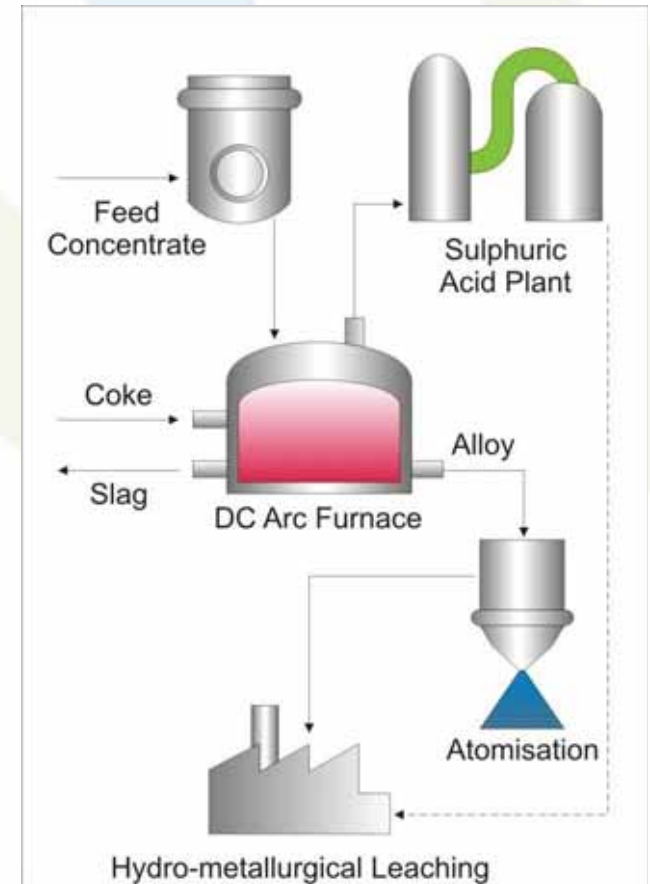 Feed
Concentrate
Sulphuric
Acid Plant
Coke
Alloy
Slag
DC Arc Furnace
Atomisation
Hydro-metallurgical Leaching